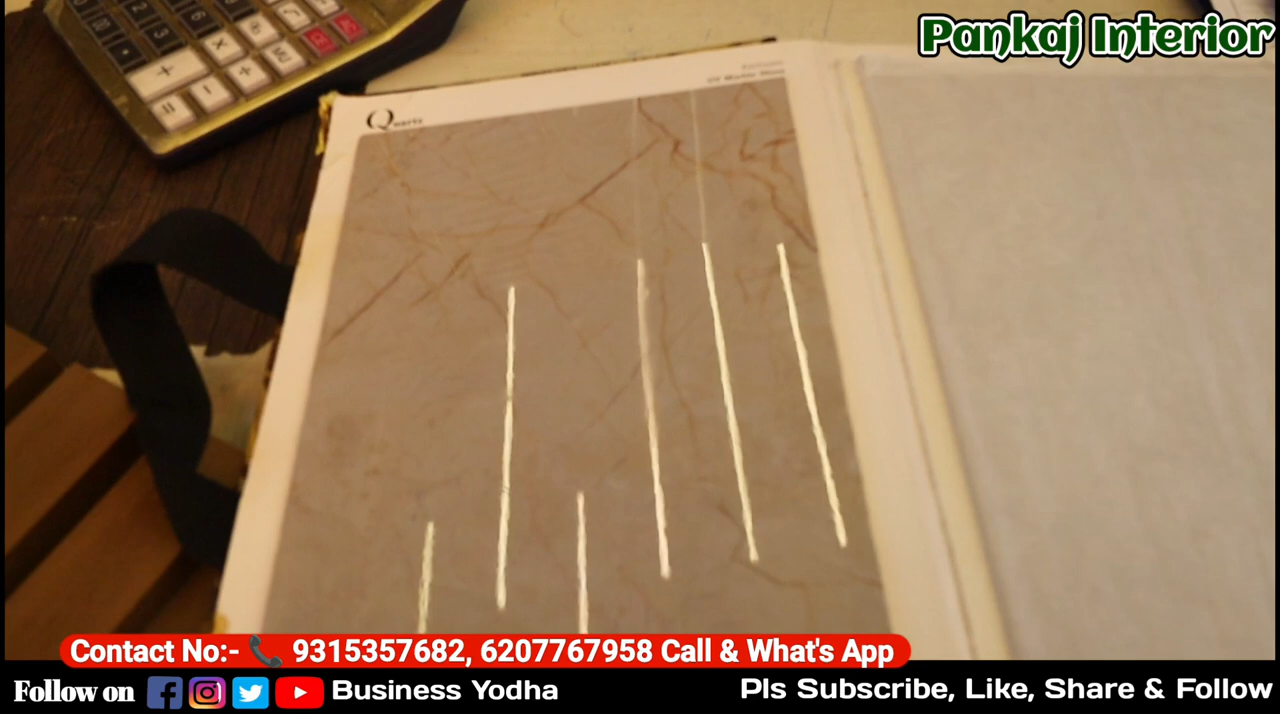 Pankaj Interior
Quartz
Contact No:- 9315357682, 6207767958 Call & What's App
Follow on Business Yodha
Pls Subscribe, Like, Share & Follow